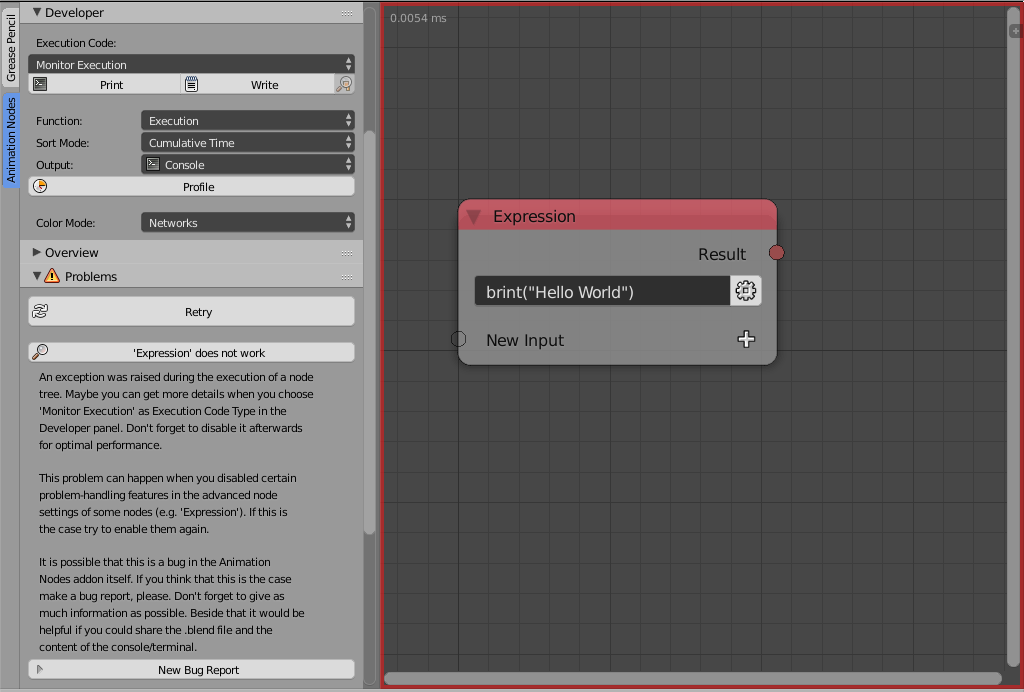 Developer
Grease Pencil
Animation Nodes
Execution Code:
Monitor Execution
Print
Write
Function:
Execution
Sort Mode:
Cumulative Time
Output:
Console
Profile
Color Mode:
Networks
Overview
Problems
Retry
'Expression' does not work
An exception was raised during the execution of a node
tree. Maybe you can get more details when you choose
'Monitor Execution' as Execution Code Type in the
Developer panel. Don't forget to disable it afterwards
for optimal performance.
This problem can happen when you disabled certain
problem-handling features in the advanced node
settings of some nodes (e.g. 'Expression'). If this is
the case try to enable them again.
It is possible that this is a bug in the Animation
Nodes addon itself. If you think that this is the case
make a bug report, please. Don't forget to give as
much information as possible. Beside that it would be
helpful if you could share the .blend file and the
content of the console/terminal.
New Bug Report
0.0054 ms
Expression
Result
brint("Hello World")
New Input